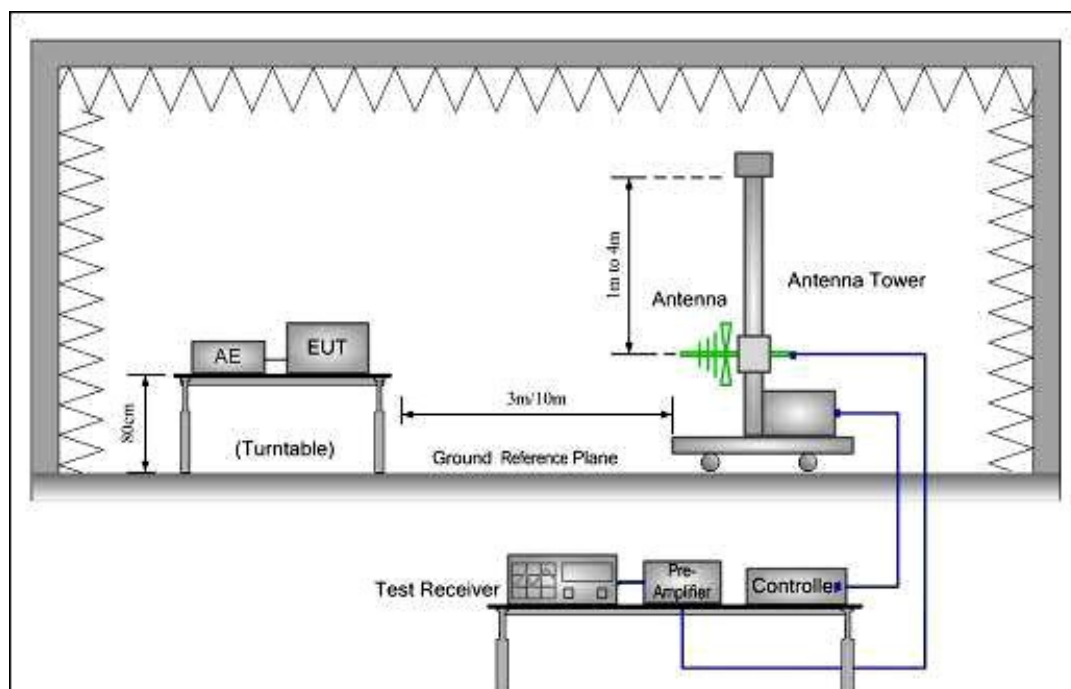 1m to 4m
Antenna Tower
Antenna
AE
EUT
80cm
3m/10m
(Turntable)
Ground Reference Plane
Test Receiver
Pre-
Amplifier
Controller